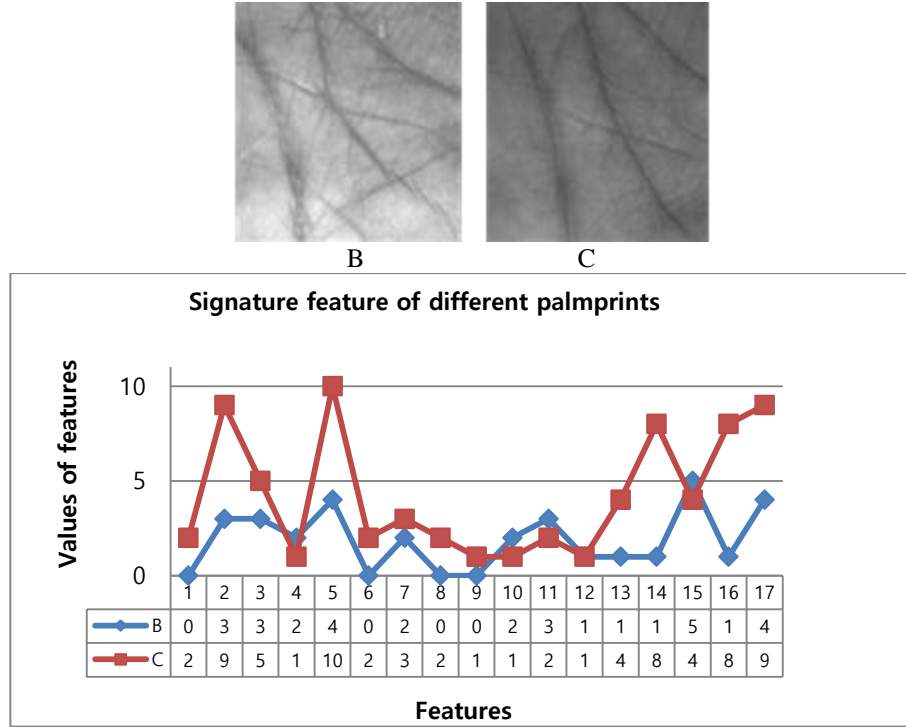 B C
Signature feature of different palmprints
Values of features
10
5
0
1 2 3 4 5 6 7 8 9 10 11 12 13 14 15 16 17
B 0 3 3 2 4 0 2 0 0 2 3 1 1 1 5 1 4
C 2 9 5 1 10 2 3 2 1 1 2 1 4 8 4 8 9
Features